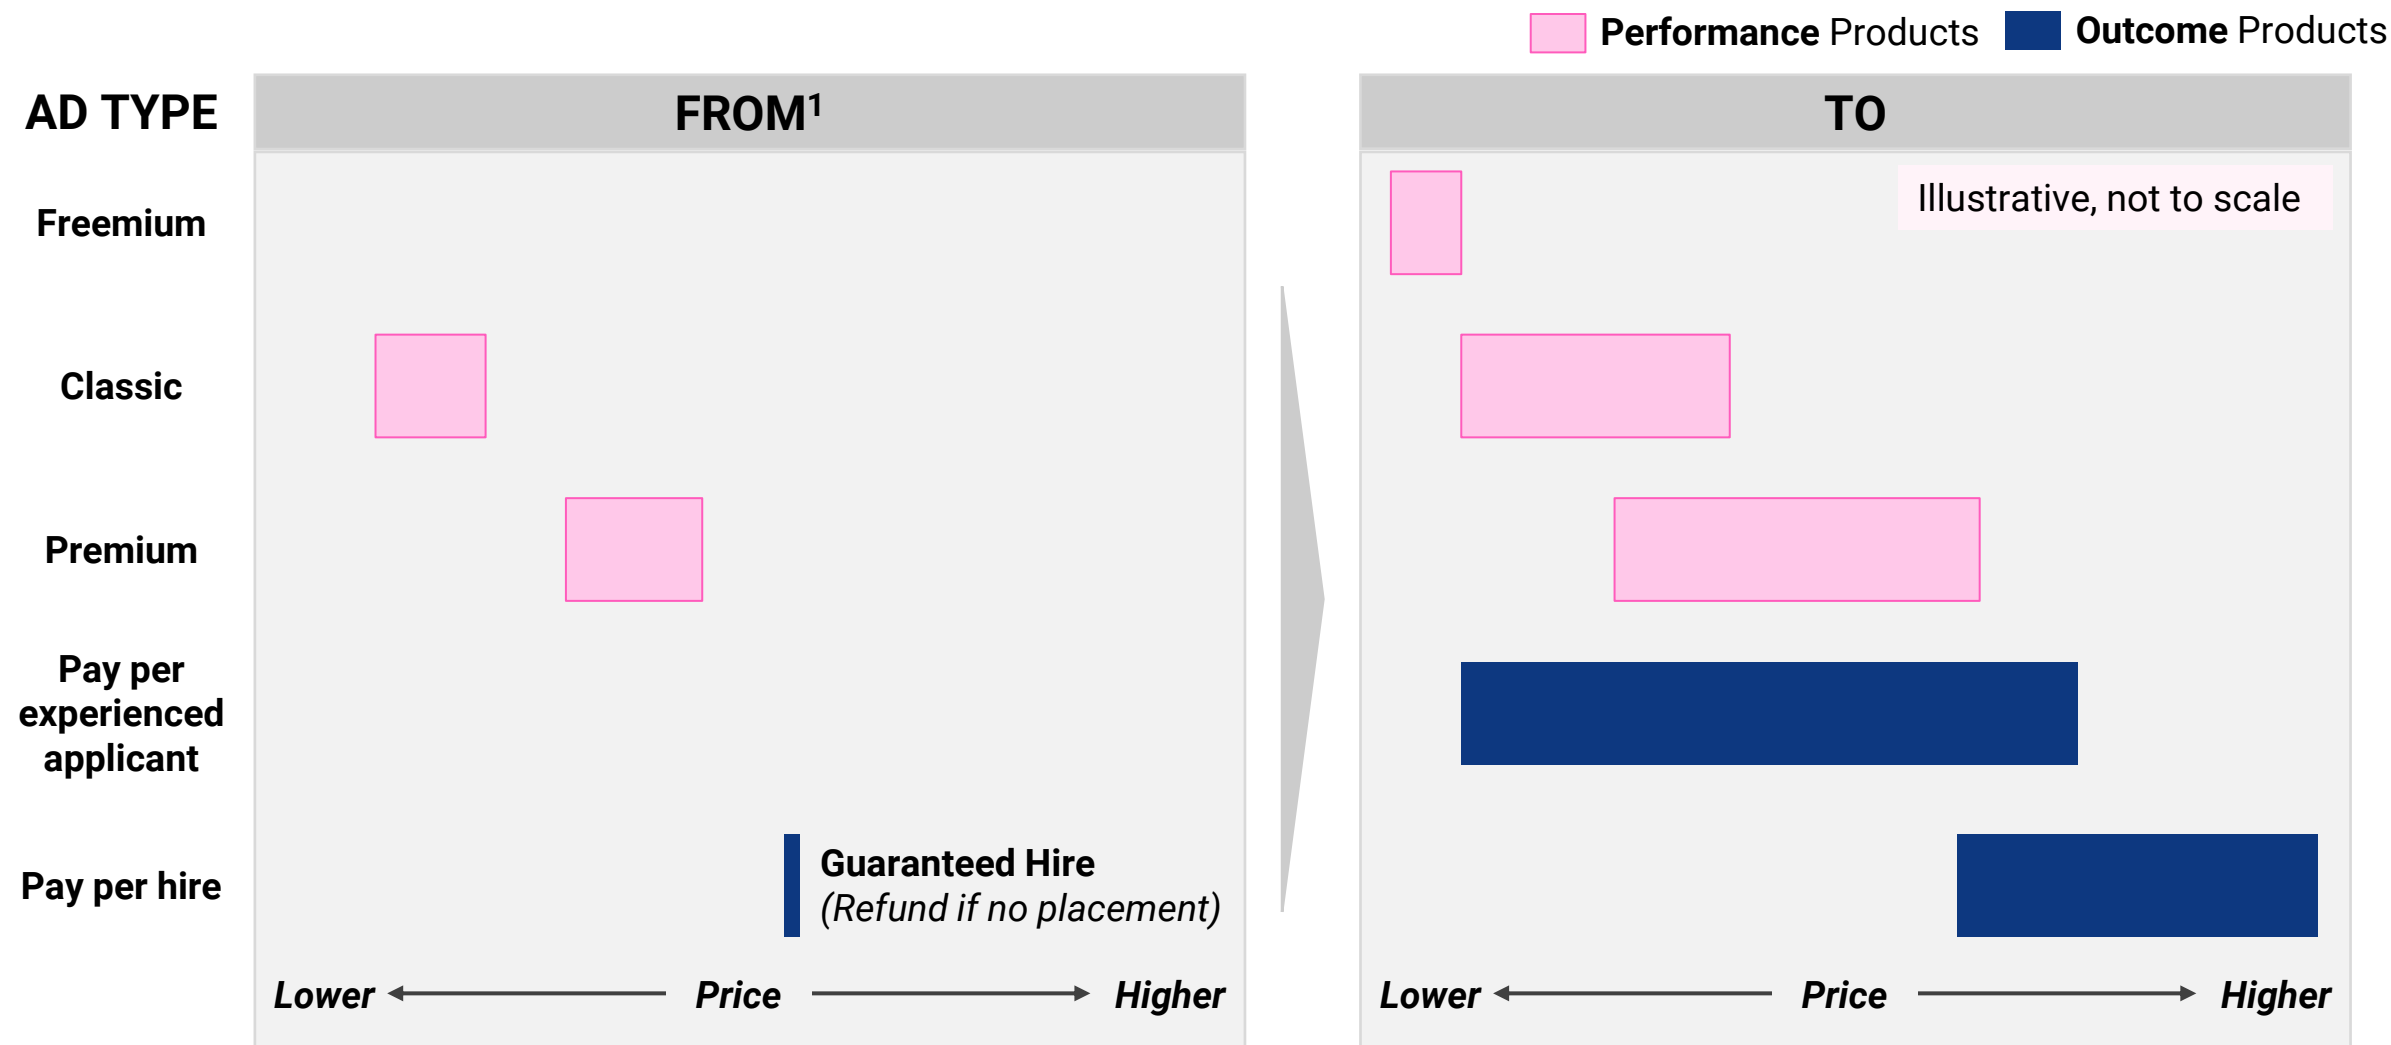 Performance Products
Outcome Products
AD TYPE
FROM¹
TO
Freemium
Illustrative, not to scale
Classic
Premium
Pay per
experienced
applicant
Pay per hire
Guaranteed Hire
(Refund if no placement)
Lower
Price
Higher
Lower
Price
Higher